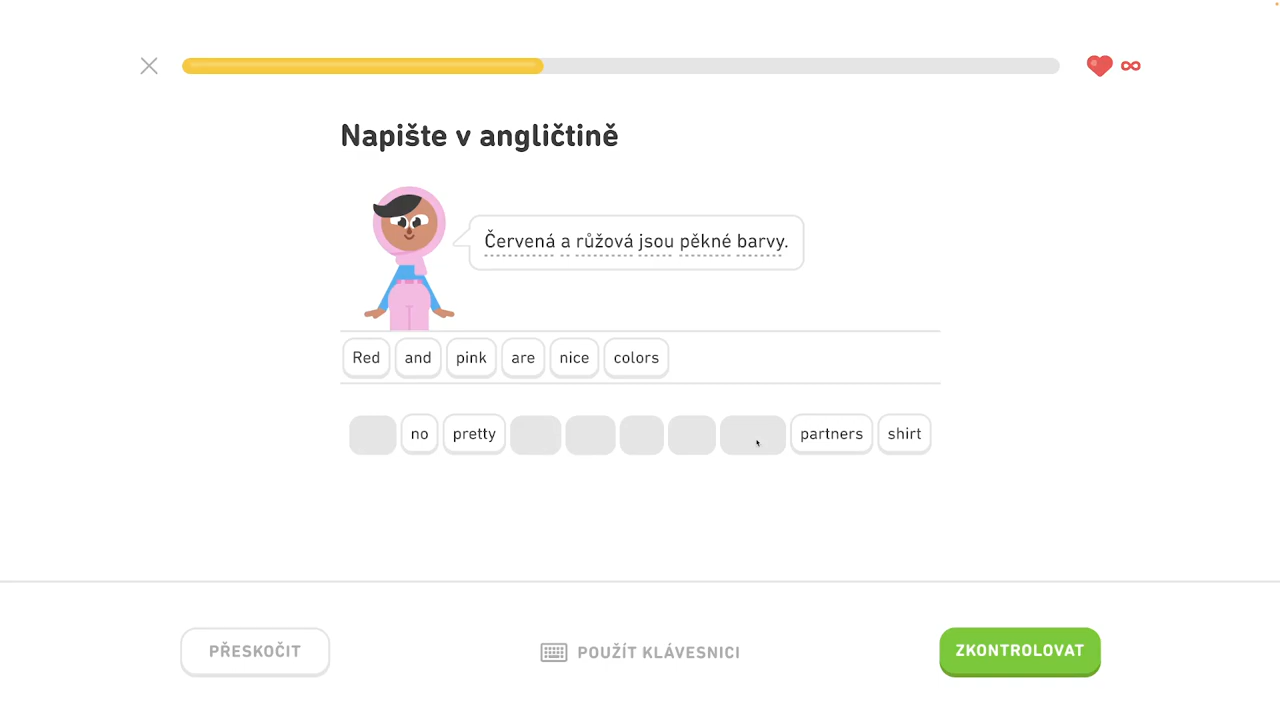 ∞
Napište v angličtině
Červená a růžová jsou pěkné barvy.
Red and pink are nice colors
no pretty partners shirt
PŘESKOČIT POUŽÍT KLÁVESNICI ZKONTROLOVAT